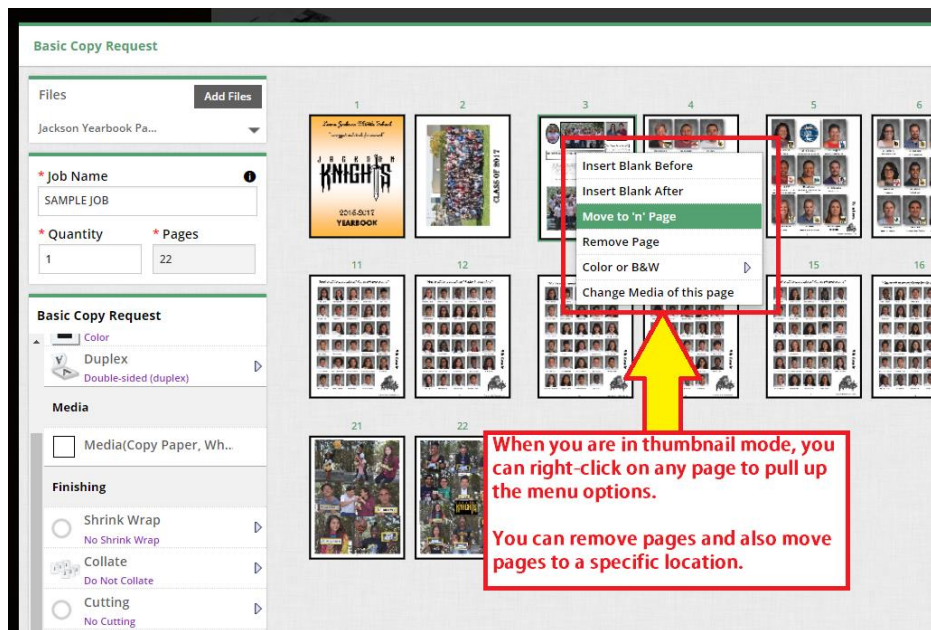 Basic Copy Request
Files
Add Files
Jackson Yearbook Pa...
* Job Name
SAMPLE JOB
* Quantity
* Pages
1
22
Basic Copy Request
Color
Duplex
Double-sided (duplex)
Media
Media(Copy Paper, Wh...
Finishing
Shrink Wrap
No Shrink Wrap
Collate
Do Not Collate
Cutting
No Cutting
1
2
3
4
5
6
JACKSON
KNIGHTS
2016-2017
YEARBOOK
CLASS OF 2017
Insert Blank Before
Insert Blank After
Move to 'n' Page
Remove Page
Color or B&W
Change Media of this page
11
12
15
16
21
22
When you are in thumbnail mode, you
can right-click on any page to pull up
the menu options.
You can remove pages and also move
pages to a specific location.